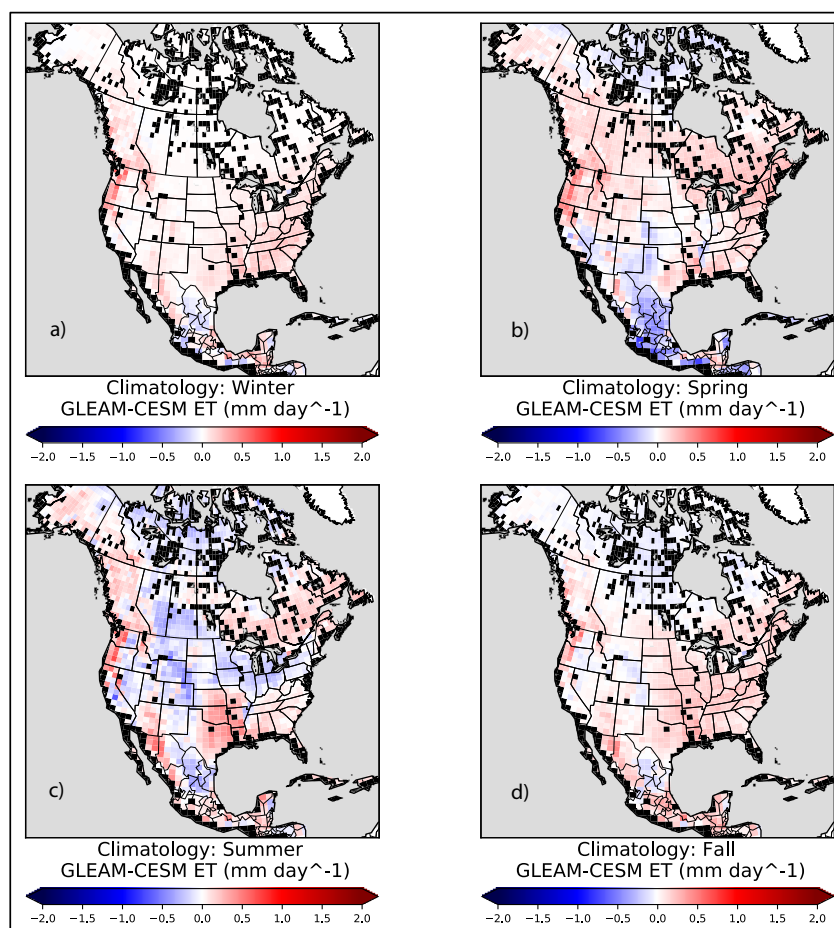 a)
Climatology: Winter
GLEAM-CESM ET (mm day^-1)
−2.0 −1.5 −1.0 −0.5 0.0 0.5 1.0 1.5 2.0
b)
Climatology: Spring
GLEAM-CESM ET (mm day^-1)
−2.0 −1.5 −1.0 −0.5 0.0 0.5 1.0 1.5 2.0
c)
Climatology: Summer
GLEAM-CESM ET (mm day^-1)
−2.0 −1.5 −1.0 −0.5 0.0 0.5 1.0 1.5 2.0
d)
Climatology: Fall
GLEAM-CESM ET (mm day^-1)
−2.0 −1.5 −1.0 −0.5 0.0 0.5 1.0 1.5 2.0